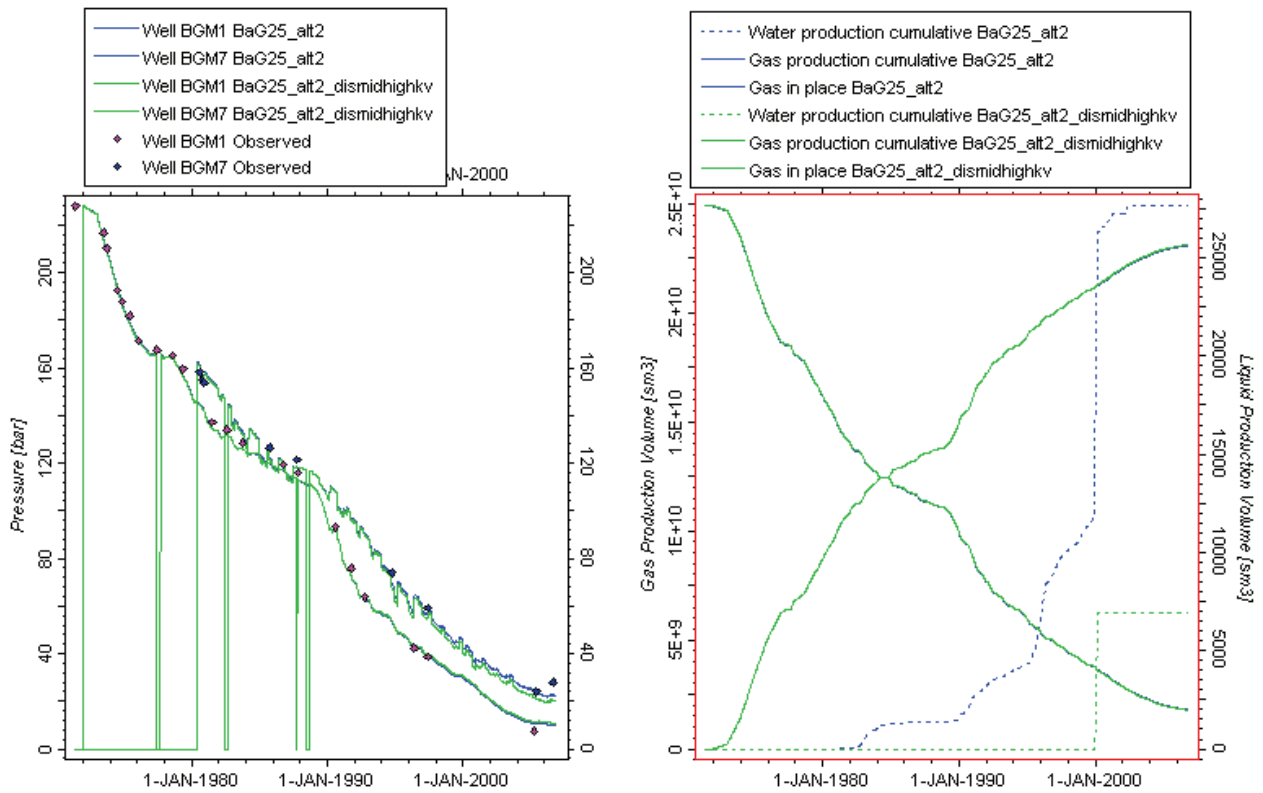 Well BGM1 BaG25_alt2
Well BGM7 BaG25_alt2
Well BGM1 BaG25_alt2_dismidhighkv
Well BGM7 BaG25_alt2_dismidhighkv
Well BGM1 Observed
Well BGM7 Observed
AN-2000
200
160
120
80
40
0
Pressure [bar]
200
160
120
80
40
0
1-JAN-1980
1-JAN-1990
1-JAN-2000
Water production cumulative BaG25_alt2
Gas production cumulative BaG25_alt2
Gas in place BaG25_alt2
Water production cumulative BaG25_alt2_dismidhighkv
Gas production cumulative BaG25_alt2_dismidhighkv
Gas in place BaG25_alt2_dismidhighkv
2.5E+10
2E+10
1.5E+10
1E+10
5E+9
0
Gas Production Volume [sm3]
25000
20000
15000
10000
5000
0
Liquid Production Volume [sm3]
1-JAN-1980
1-JAN-1990
1-JAN-2000